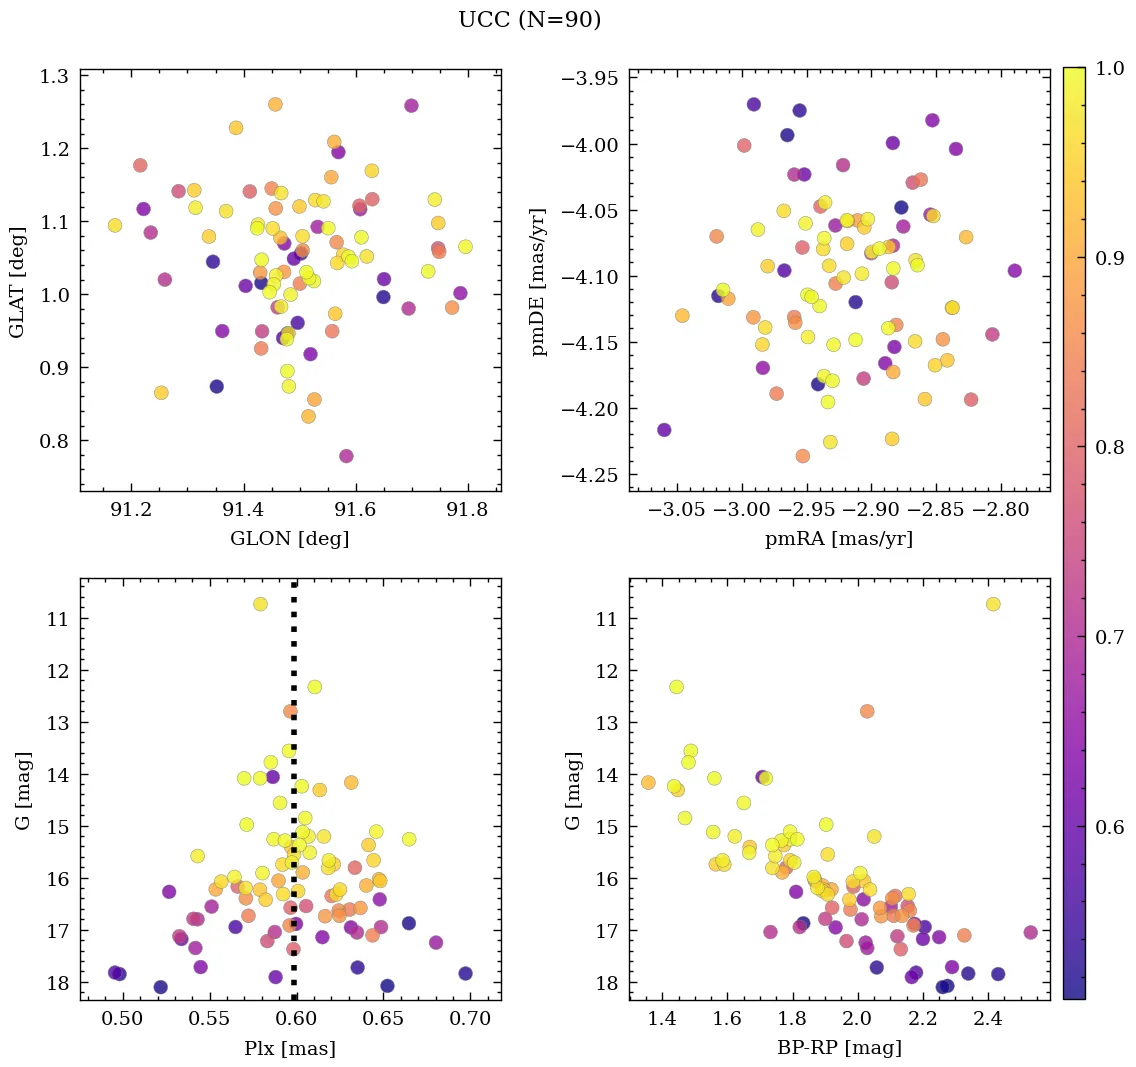 UCC (N=90)
1.3
1.2
1.1
1.0
0.9
0.8
GLAT [deg]
91.2 91.4 91.6 91.8
GLON [deg]
−3.95
−4.00
−4.05
−4.10
−4.15
−4.20
−4.25
pmDE [mas/yr]
−3.05 −3.00 −2.95 −2.90 −2.85 −2.80
pmRA [mas/yr]
11
12
13
14
15
16
17
18
G [mag]
0.50 0.55 0.60 0.65 0.70
Plx [mas]
11
12
13
14
15
16
17
18
G [mag]
1.4 1.6 1.8 2.0 2.2 2.4
BP-RP [mag]
1.0
0.9
0.8
0.7
0.6